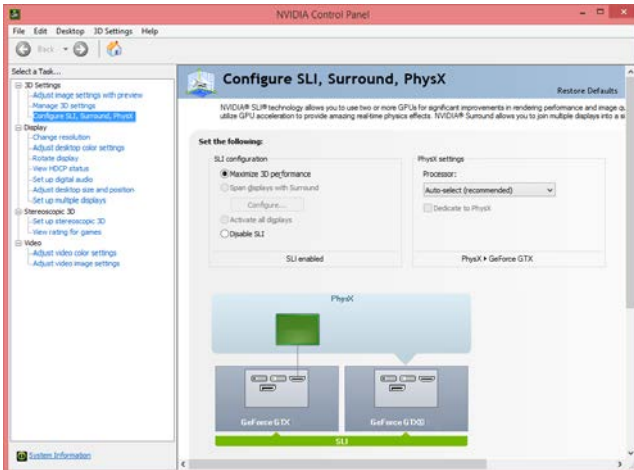 NVIDIA Control Panel
File Edit Desktop 3D Settings Help
Back
Select a Task...
3D Settings
Adjust image settings with preview
Manage 3D settings
Configure SLI, Surround, PhysX
Display
Change resolution
Adjust desktop color settings
Rotate display
View HDCP status
Set up digital audio
Adjust desktop size and position
Set up multiple displays
Stereoscopic 3D
Set up stereoscopic 3D
View rating for games
Video
Adjust video color settings
Adjust video image settings
System Information
Configure SLI, Surround, PhysX
Restore Defaults
NVIDIA® SLI® technology allows you to use two or more GPUs for significant improvements in rendering performance and image qu
utilize GPU acceleration to provide amazing real-time physics effects. NVIDIA® Surround allows you to join multiple displays into a si
Set the following:
SLI configuration
Maximize 3D performance
Span displays with Surround
Configure...
Activate all displays
Disable SLI
SLI enabled
PhysX settings
Processor:
Auto-select (recommended)
Dedicate to PhysX
PhysX ▸ GeForce GTX
PhysX
GeForce GTX
SLI